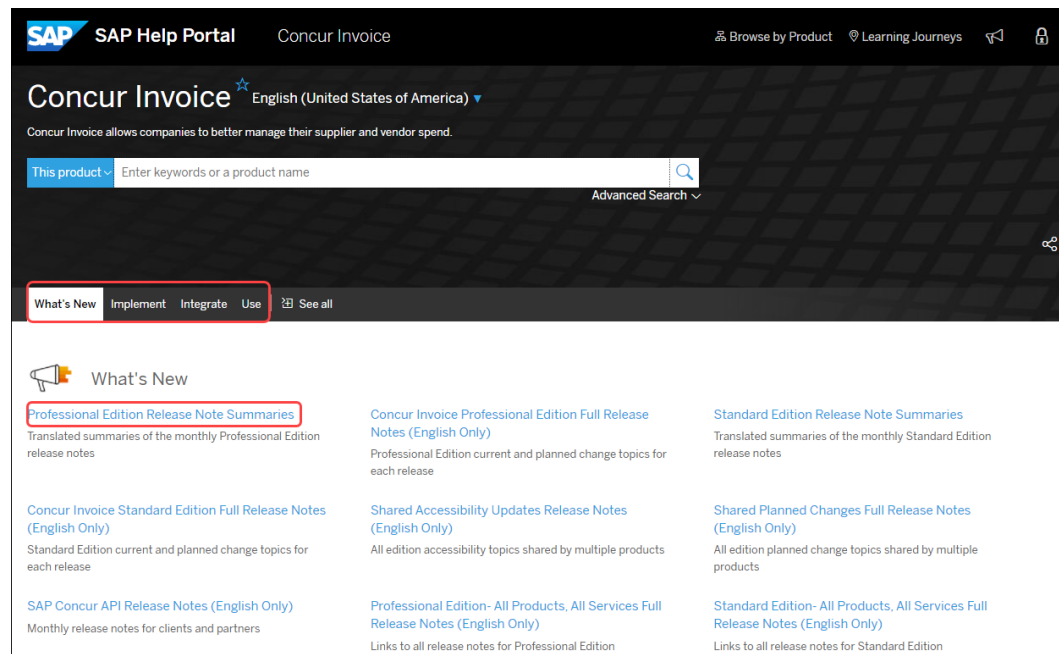 SAP SAP Help Portal Concur Invoice Browse by Product Learning Journeys
Concur Invoice English (United States of America)
Concur Invoice allows companies to better manage their supplier and vendor spend.
This product Enter keywords or a product name
Advanced Search
What's New Implement Integrate Use See all
What's New
Professional Edition Release Note Summaries
Translated summaries of the monthly Professional Edition
release notes
Concur Invoice Professional Edition Full Release
Notes (English Only)
Professional Edition current and planned change topics for
each release
Standard Edition Release Note Summaries
Translated summaries of the monthly Standard Edition
release notes
Concur Invoice Standard Edition Full Release Notes
(English Only)
Standard Edition current and planned change topics for
each release
Shared Accessibility Updates Release Notes
(English Only)
All edition accessibility topics shared by multiple products
Shared Planned Changes Full Release Notes
(English Only)
All edition planned change topics shared by multiple
products
SAP Concur API Release Notes (English Only)
Monthly release notes for clients and partners
Professional Edition- All Products, All Services Full
Release Notes (English Only)
Links to all release notes for Professional Edition
Standard Edition- All Products, All Services Full
Release Notes (English Only)
Links to all release notes for Standard Edition